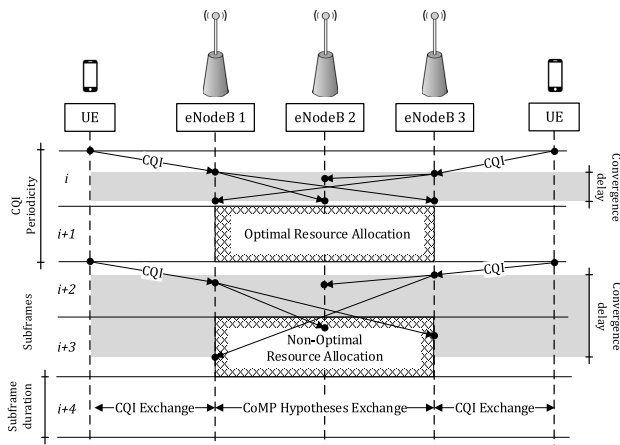 UE
eNodeB 1
eNodeB 2
eNodeB 3
UE
CQI
CQI
CQI
Periodicity
i
Convergence
delay
i+1
Optimal Resource Allocation
CQI
CQI
Subframes
i+2
Convergence
delay
i+3
Non-Optimal
Resource Allocation
Subframe
duration
i+4
CQI Exchange
CoMP Hypotheses Exchange
CQI Exchange